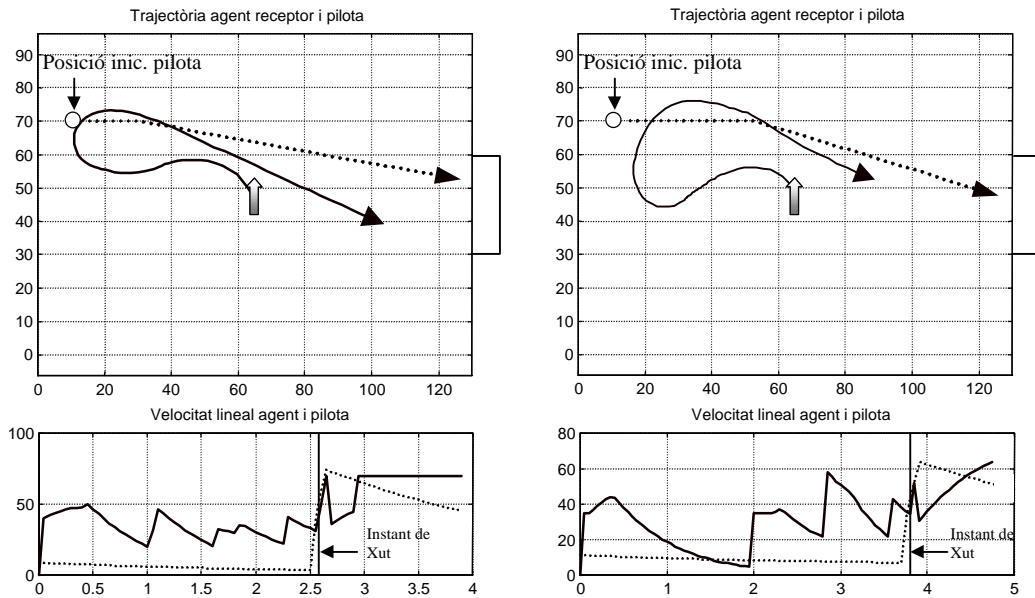 Trajectòria agent receptor i pilota
90
80
70
60
50
40
30
20
10
0
0 20 40 60 80 100 120
Posició inic. pilota
Velocitat lineal agent i pilota
100
50
0
0 0.5 1 1.5 2 2.5 3 3.5 4
Instant de
Xut
Trajectòria agent receptor i pilota
90
80
70
60
50
40
30
20
10
0
0 20 40 60 80 100 120
Posició inic. pilota
Velocitat lineal agent i pilota
80
60
40
20
0
0 1 2 3 4 5
Instant de
Xut